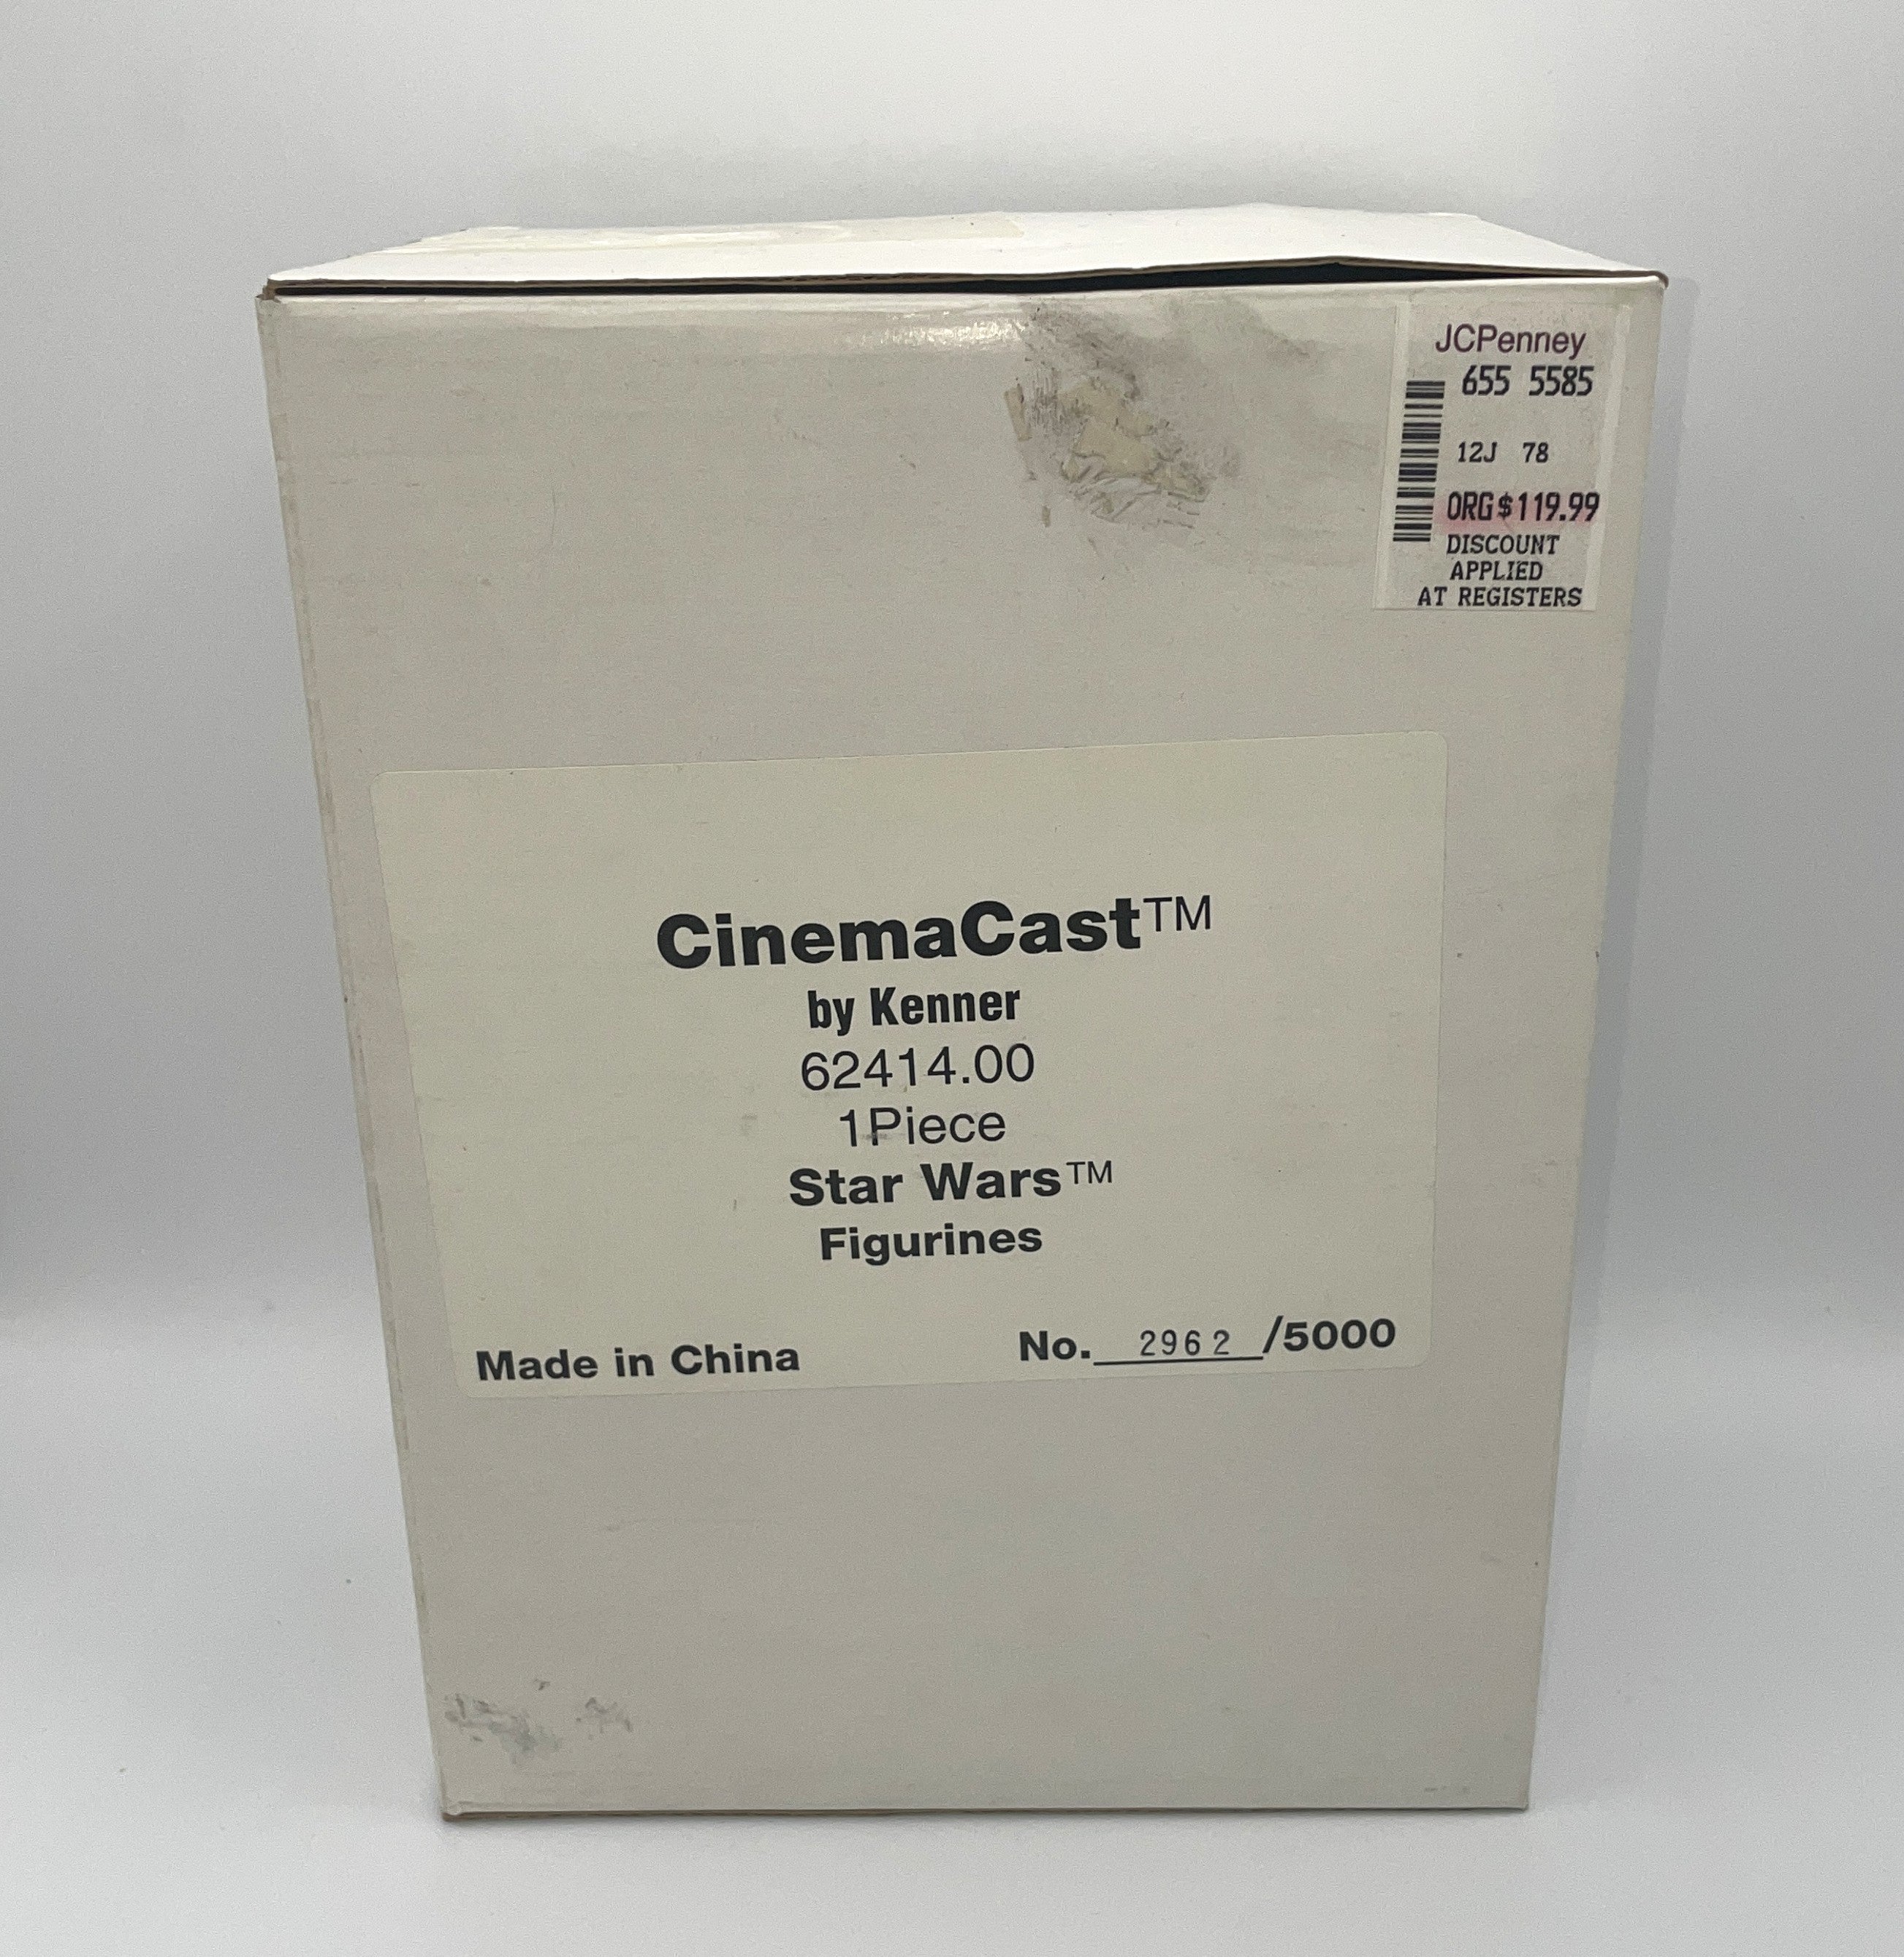 JCPenney
655 5585
12J 78
ORG$119.99
DISCOUNT
APPLIED
AT REGISTERS
CinemaCast™
by Kenner
62414.00
1Piece
Star Wars™
Figurines
Made in China No. 2962 /5000